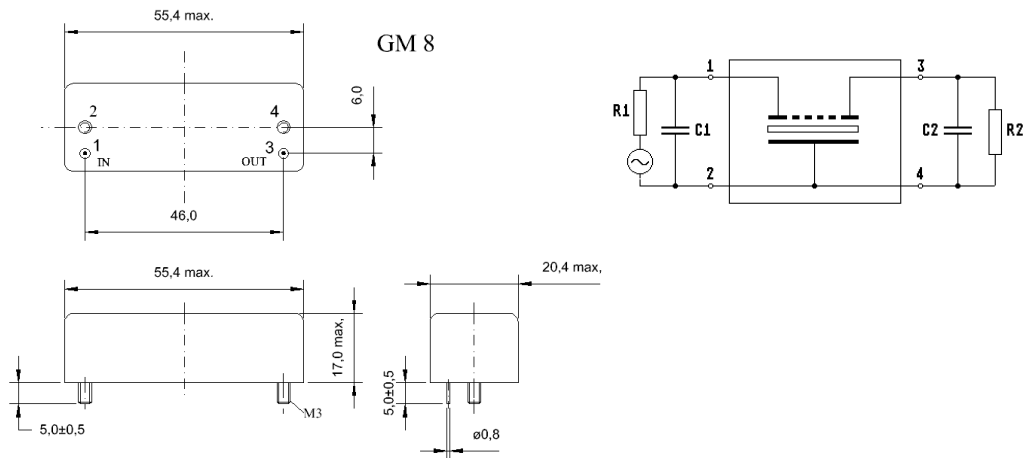 55,4 max.
GM 8
6,0
2
4
1
IN
OUT
3
46,0
1
3
R1
C1
C2
R2
2
4
55,4 max.
20,4 max,
17,0 max,
5,0±0,5
M3
5,0±0,5
ø0,8